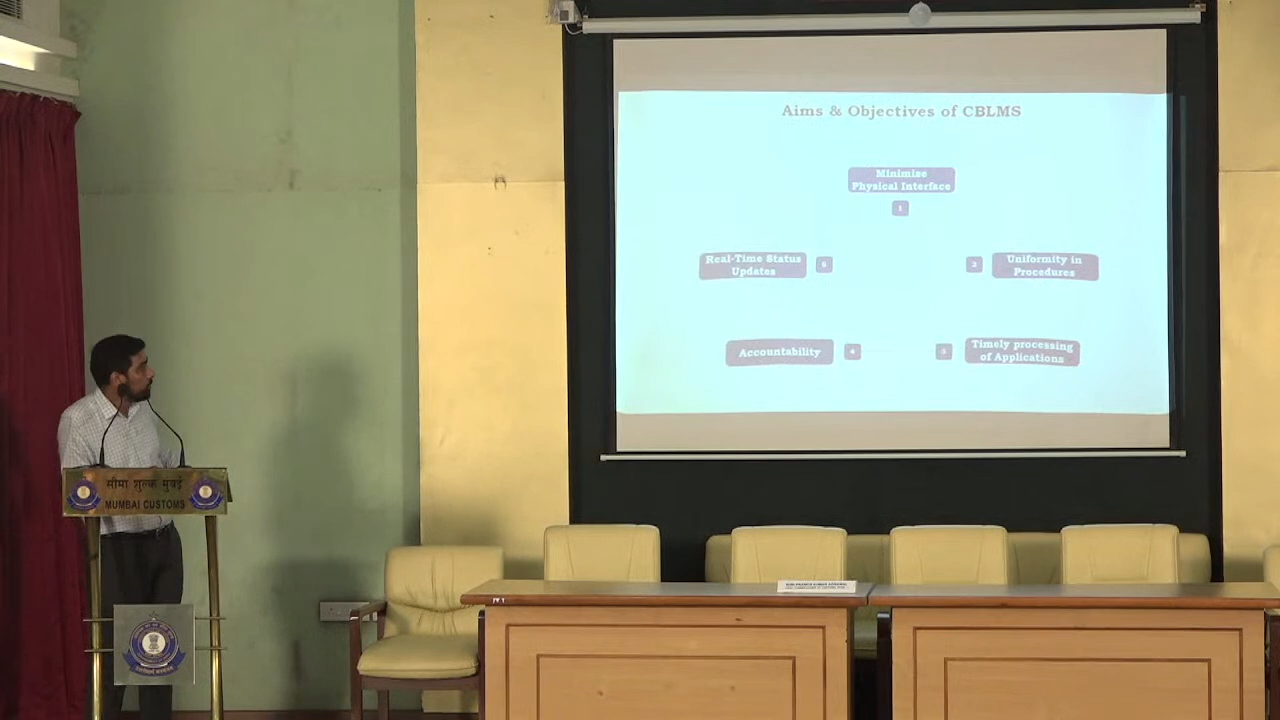 Aims & Objectives of CBLMS
Minimize
Physical Interface
1
Real-Time Status
Updates
5
2
Uniformity in
Procedures
Accountability
4
3
Timely processing
of Applications
सीमा शुल्क मुंबई
MUMBAI CUSTOMS